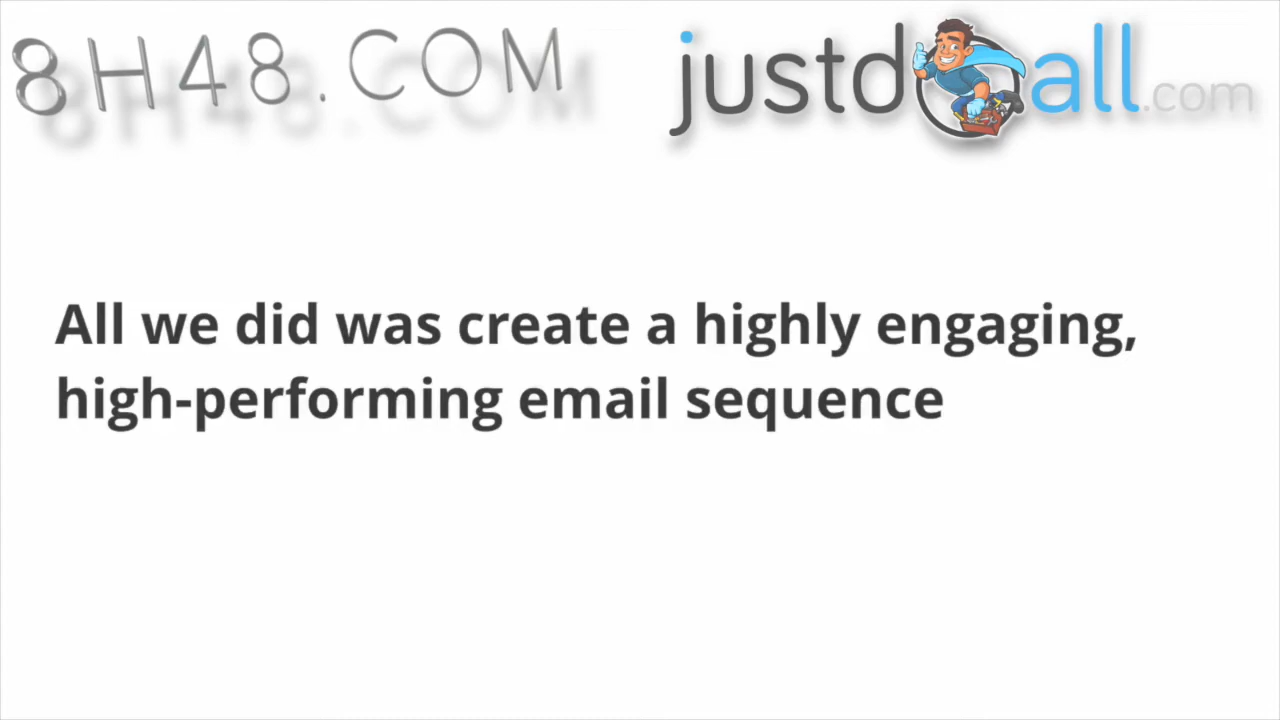 8H48.COM
justdoall.com
All we did was create a highly engaging,
high-performing email sequence